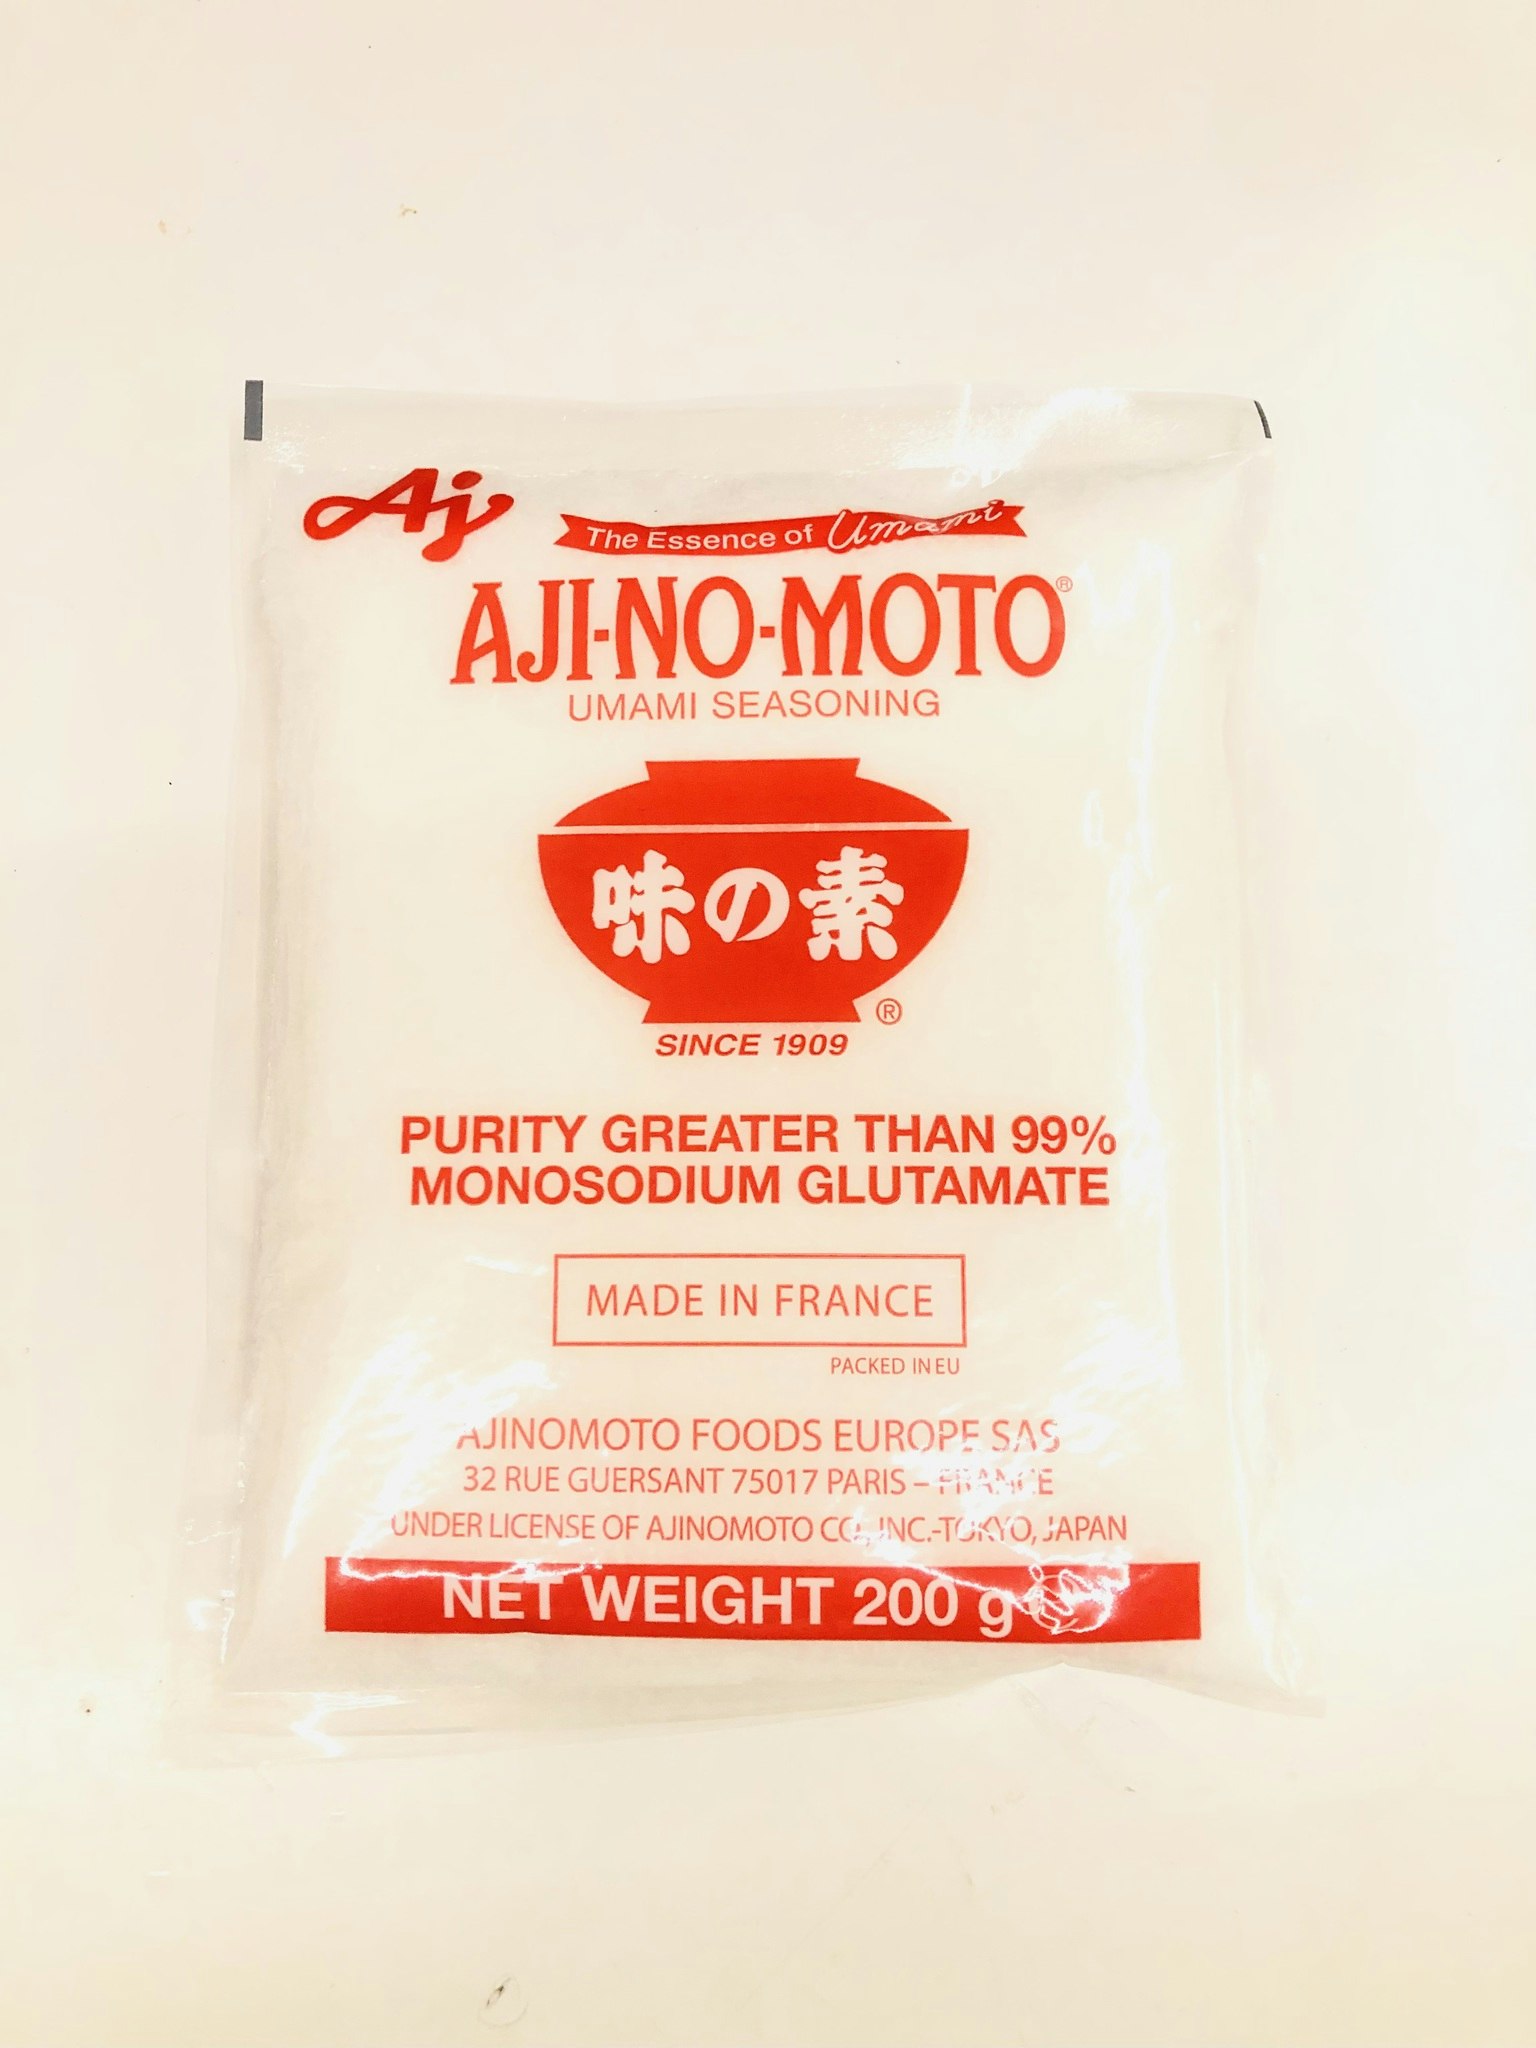 Aj
The Essence of Umami
AJI-NO-MOTO®
UMAMI SEASONING
味の素
®
SINCE 1909
PURITY GREATER THAN 99%
MONOSODIUM GLUTAMATE
MADE IN FRANCE
PACKED IN EU
AJINOMOTO FOODS EUROPE SAS
32 RUE GUERSANT 75017 PARIS – FRANCE
UNDER LICENSE OF AJINOMOTO CO., INC.-TOKYO, JAPAN
NET WEIGHT 200 g